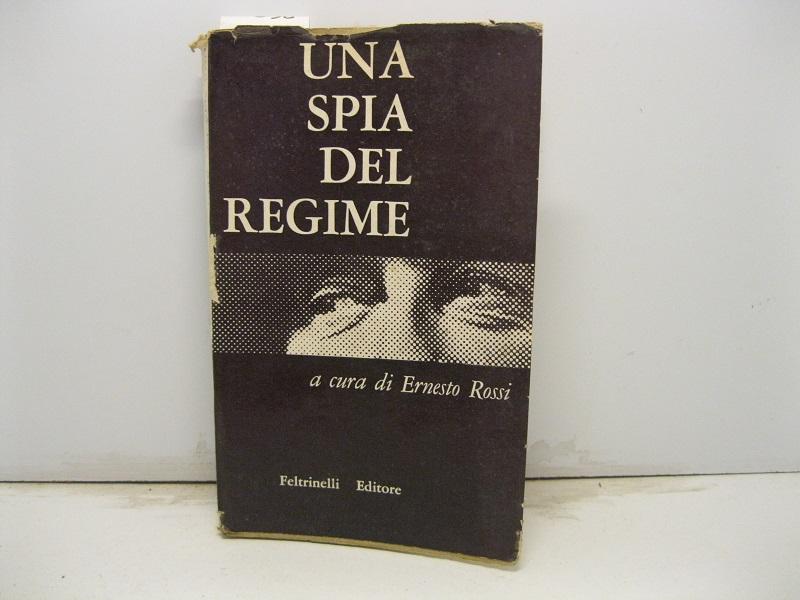 UNA
SPIA
DEL
REGIME
a cura di Ernesto Rossi
Feltrinelli Editore